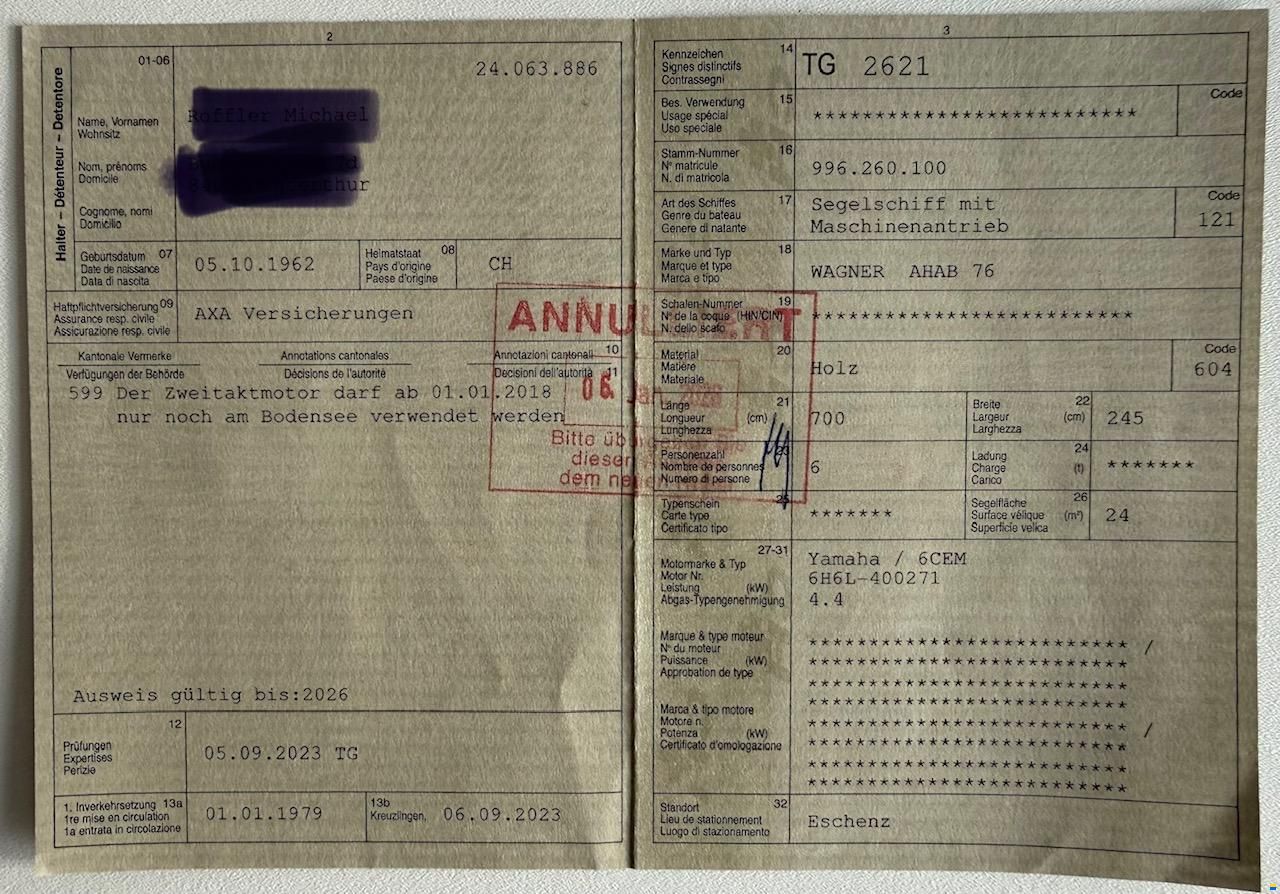 2
Halter – Détenteur – Detentore
01-06
24.063.886
Name, Vornamen
Wohnsitz
Nom, prénoms
Domicile
Cognome, nomi
Domicilio
Geburtsdatum 07
Date de naissance
Data di nascita
05.10.1962
Heimatstaat 08
Pays d'origine
Paese d'origine
CH
Haftpflichtversicherung 09
Assurance resp. civile
Assicurazione resp. civile
AXA Versicherungen
Kantonale Vermerke Annotations cantonales Annotazioni cantonali 10
Verfügungen der Behörde Décisions de l'autorité Decisioni dell'autorità 11
599 Der Zweitaktmotor darf ab 01.01.2018
nur noch am Bodensee verwendet werden
ANNULLIERT
06. Jan.
Bitte
dieser
dem
Ausweis gültig bis:2026
12
Prüfungen
Expertises
Perizie
05.09.2023 TG
1. Inverkehrsetzung 13a
1re mise en circulation
1a entrata in circolazione
01.01.1979
13b
Kreuzlingen, 06.09.2023
3
Kennzeichen 14
Signes distinctifs
Contrassegni
TG 2621
Bes. Verwendung 15
Usage spécial
Uso speciale
**************************
Code
Stamm-Nummer 16
N° matricule
N. di matricola
996.260.100
Art des Schiffes 17
Genre du bateau
Genere di natante
Segelschiff mit
Maschinenantrieb
Code
121
Marke und Typ 18
Marque et type
Marca e tipo
WAGNER AHAB 76
Schalen-Nummer 19
N° de la coque (HIN/CIN)
N. dello scafo
**************************
Material 20
Matière
Materiale
Holz
Code
604
Länge 21
Longueur (cm)
Lunghezza
700
Breite 22
Largeur (cm)
Larghezza
245
Personenzahl 23
Nombre de personnes
Numero di persone
6
Ladung 24
Charge (t)
Carico
*******
Typenschein 25
Carte type
Certificato tipo
*******
Segelfläche 26
Surface vélique (m²)
Superficie velica
24
27-31
Motormarke & Typ
Motor Nr.
Leistung (kW)
Abgas-Typengenehmigung
Yamaha / 6CEM
6H6L-400271
4.4
Marque & type moteur
N° du moteur
Puissance (kW)
Approbation de type
************************** /
**************************
**************************
**************************
Marca & tipo motore
Motore n.
Potenza (kW)
Certificato d'omologazione
************************** /
**************************
**************************
**************************
Standort 32
Lieu de stationnement
Luogo di stazionamento
Eschenz